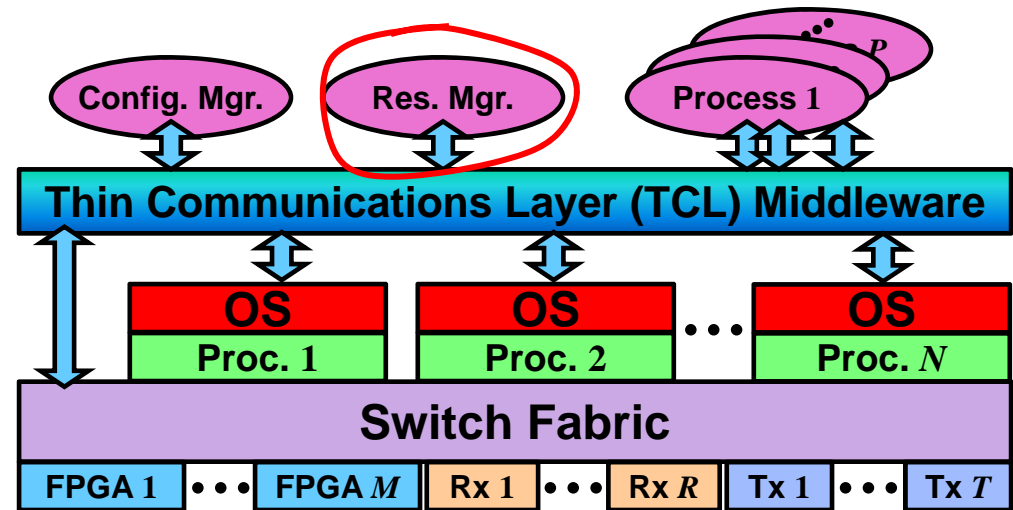 Config. Mgr. Res. Mgr. Process 1 P
Thin Communications Layer (TCL) Middleware
OS OS ••• OS
Proc. 1 Proc. 2 Proc. N
Switch Fabric
FPGA 1 ••• FPGA M Rx 1 ••• Rx R Tx 1 ••• Tx T